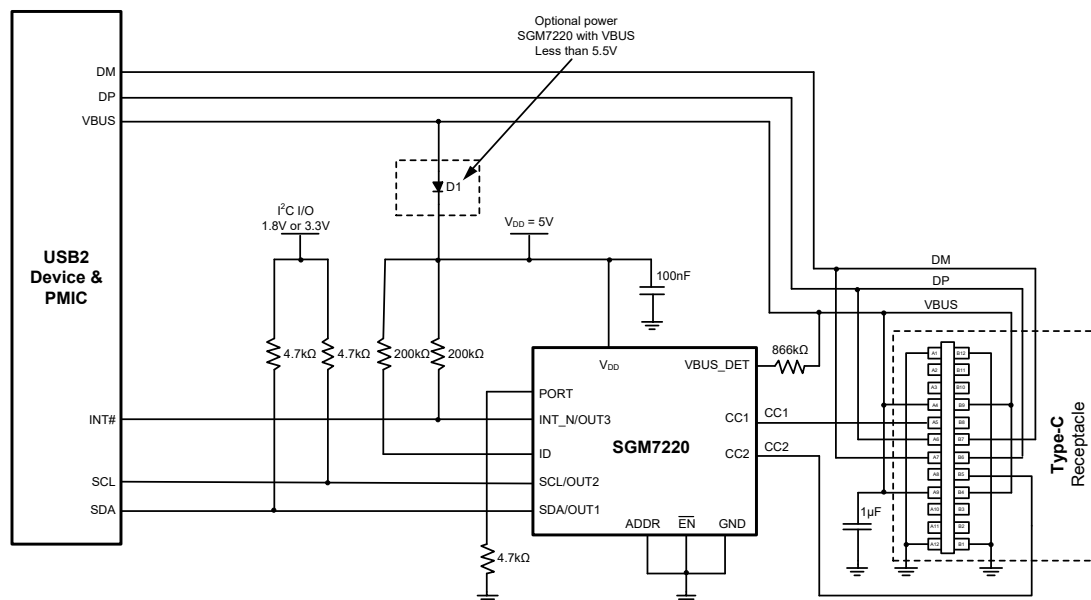 Optional power
SGM7220 with VBUS
Less than 5.5V
DM
DP
VBUS
D1
I²C I/O
1.8V or 3.3V
V_DD = 5V
USB2
Device &
PMIC
100nF
DM
DP
VBUS
4.7kΩ
4.7kΩ
200kΩ
200kΩ
866kΩ
V_DD
VBUS_DET
PORT
INT#
INT_N/OUT3
CC1
CC1
SGM7220
ID
CC2
CC2
SCL
SCL/OUT2
SDA
SDA/OUT1
ADDR
EN
GND
4.7kΩ
1µF
A1
B12
A2
B11
A3
B10
A4
B9
A5
B8
A6
B7
A7
B6
A8
B5
A9
B4
A10
B3
A11
B2
A12
B1
Type-C
Receptacle